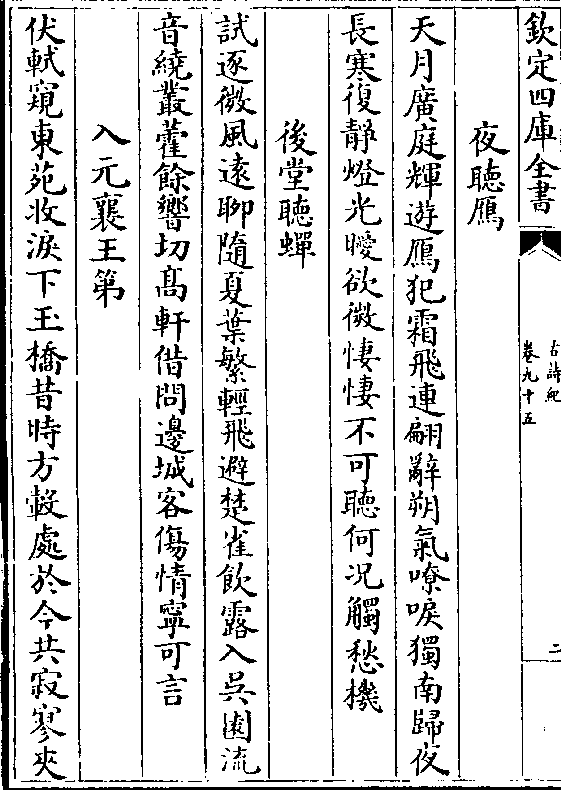 欽定四庫全書
古詩紀
卷九十五
二
夜聽鴈
天月廣庭輝遊鴈犯霜飛連翩辭朔氣嘹唳獨南歸夜
長寒復靜燈光曖欲微悽悽不可聽何况觸愁機
後堂聽蟬
試逐微風遠聊隨夏葉繁輕飛避楚雀飲露入吳園流
音繞叢藿餘響切髙軒借問邊城客傷情寧可言
入元襄王第
伏軾窺東苑收淚下玉橋昔時方轂處於今共寂寥夾